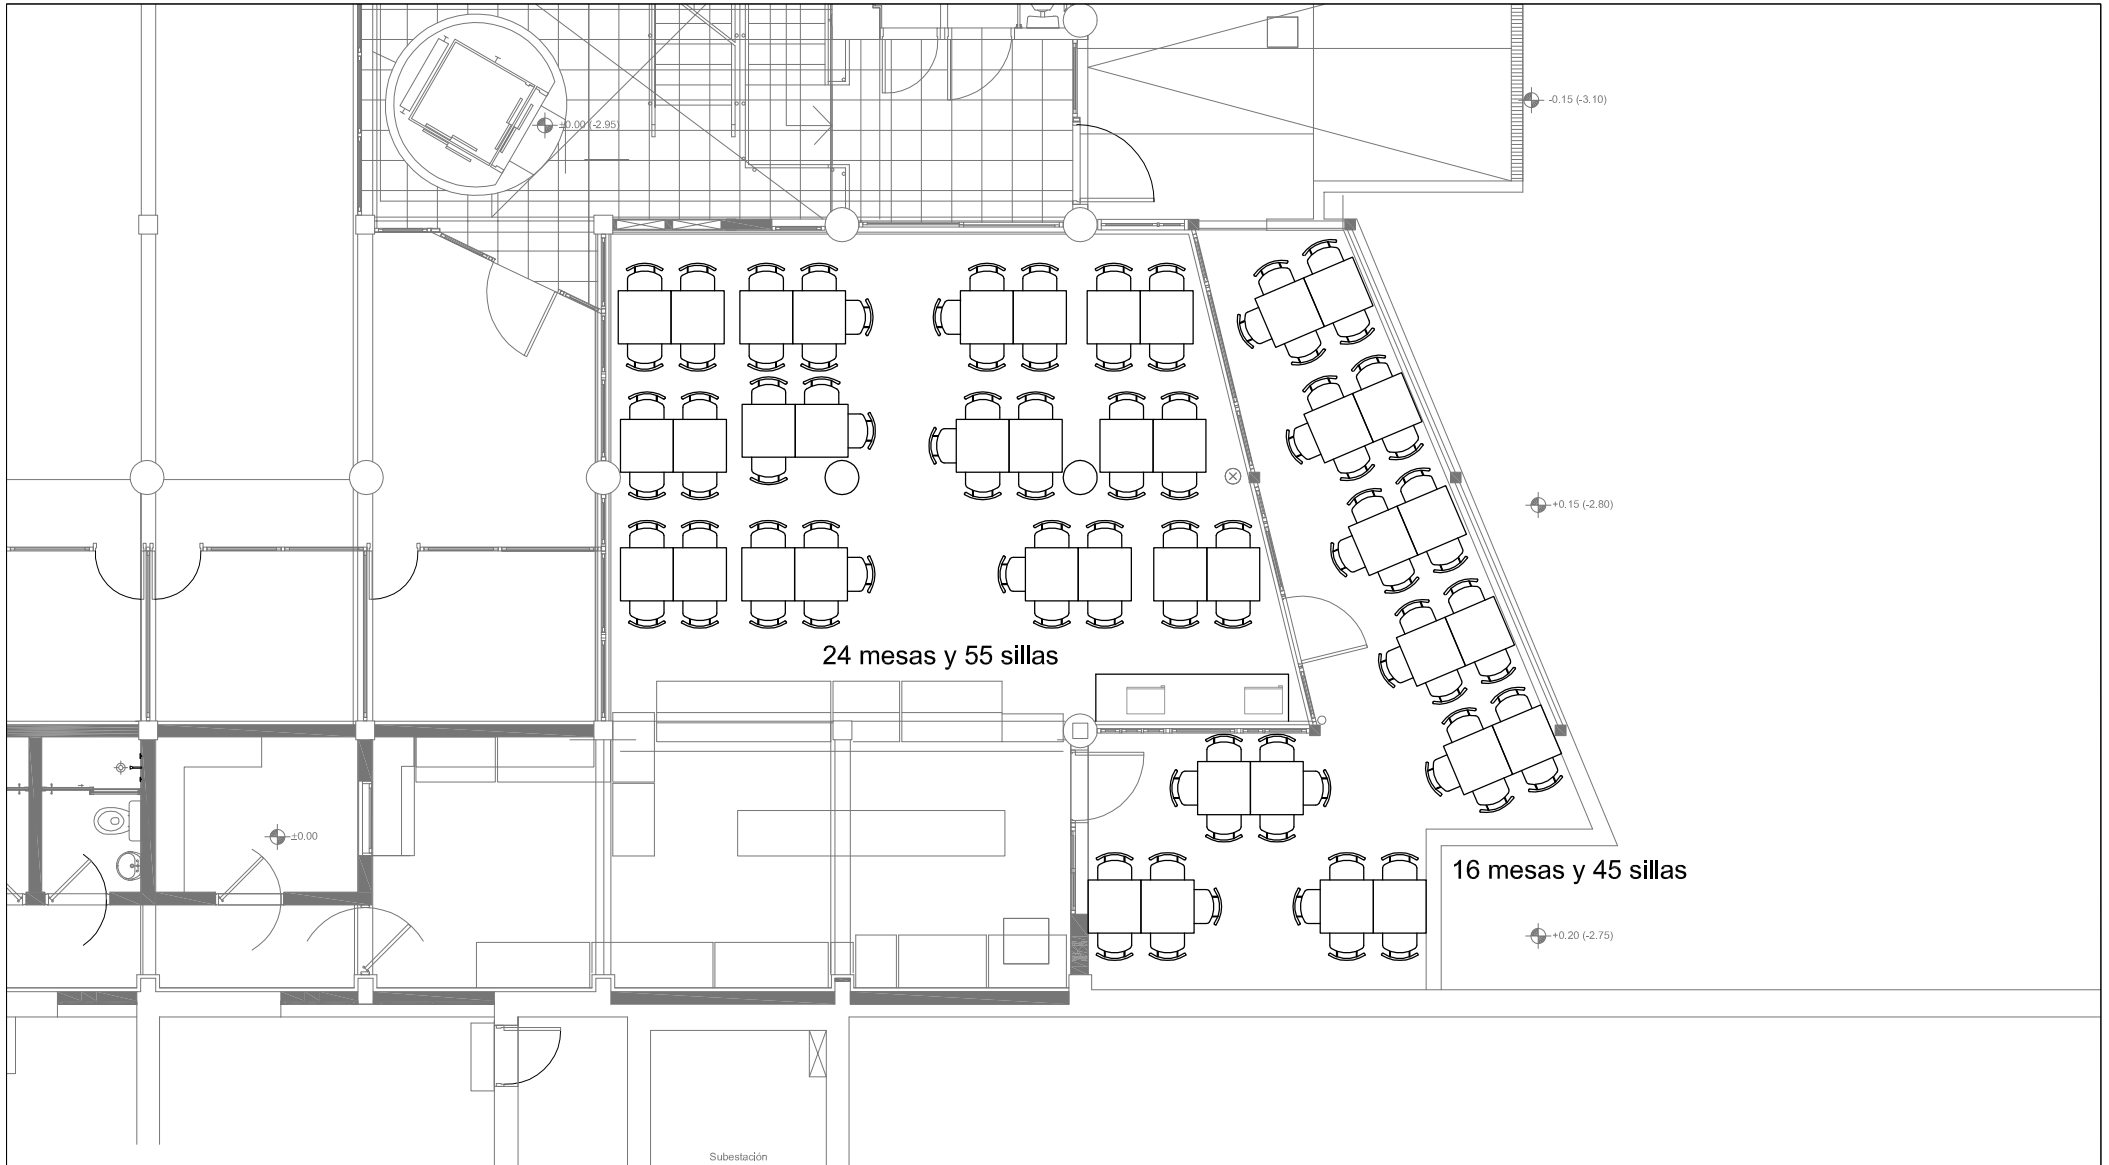 -0.15 (-3.10)
±0.00 (-2.95)
+0.15 (-2.80)
24 mesas y 55 sillas
±0.00
16 mesas y 45 sillas
+0.20 (-2.75)
Subestación